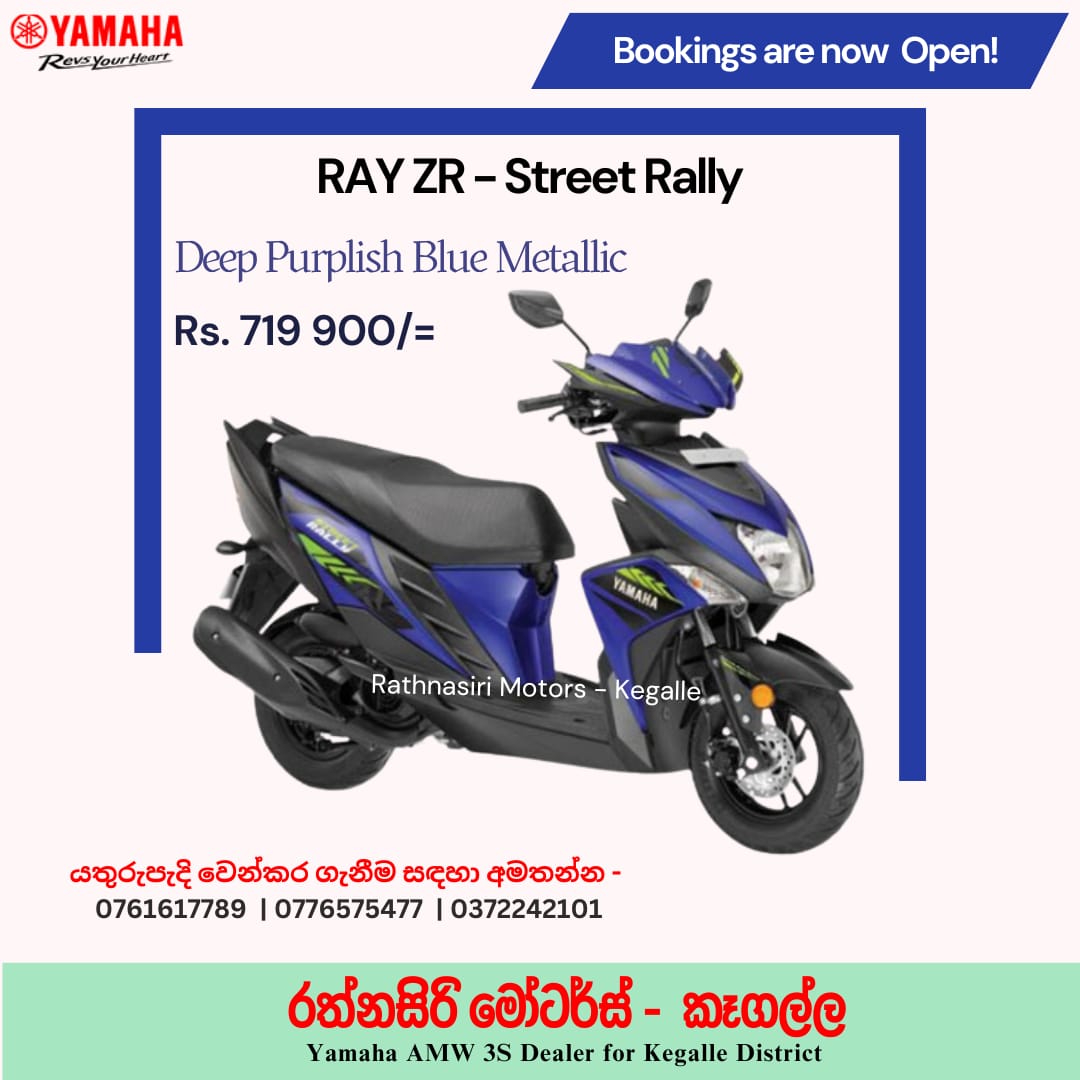 YAMAHA
Revs Your Heart
Bookings are now Open!
RAY ZR – Street Rally
Deep Purplish Blue Metallic
Rs. 719 900/=
STREET
RALLY
YAMAHA
Rathnasiri Motors - Kegalle
යතුරුපැදි වෙන්කර ගැනීම සඳහා අමතන්න -
0761617789 | 0776575477 | 0372242101
රත්නසිරි මෝටර්ස් - කෑගල්ල
Yamaha AMW 3S Dealer for Kegalle District